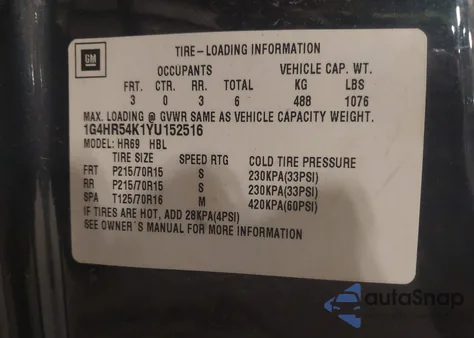 GM
TIRE-LOADING INFORMATION
OCCUPANTS VEHICLE CAP. WT.
FRT. CTR. RR. TOTAL KG LBS
3 0 3 6 488 1076
MAX. LOADING @ GVWR SAME AS VEHICLE CAPACITY WEIGHT.
1G4HR54K1YU152516
MODEL: HR69 HBL
TIRE SIZE SPEED RTG COLD TIRE PRESSURE
FRT P215/70R15 S 230KPA(33PSI)
RR P215/70R15 S 230KPA(33PSI)
SPA T125/70R16 M 420KPA(60PSI)
IF TIRES ARE HOT, ADD 28KPA(4PSI)
SEE OWNER'S MANUAL FOR MORE INFORMATION
autoSnap